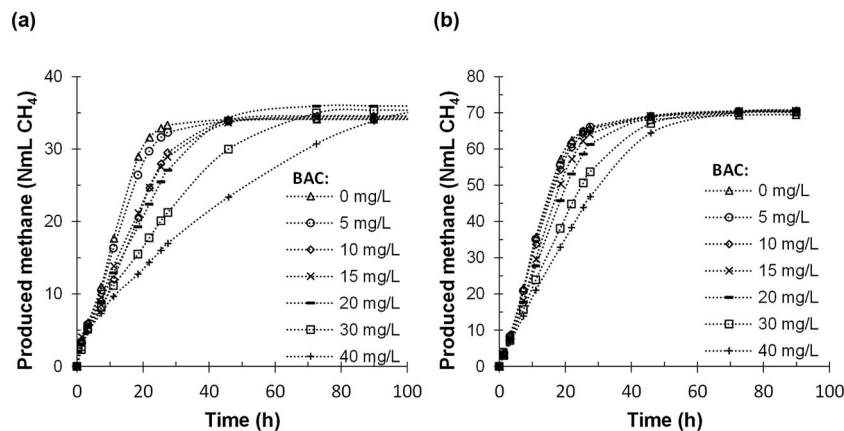 (a)
Produced methane (NmL CH₄)
40
30
20
10
0
BAC:
0 mg/L
5 mg/L
10 mg/L
15 mg/L
20 mg/L
30 mg/L
40 mg/L
0 20 40 60 80 100
Time (h)
(b)
Produced methane (NmL CH₄)
80
70
60
50
40
30
20
10
0
BAC:
0 mg/L
5 mg/L
10 mg/L
15 mg/L
20 mg/L
30 mg/L
40 mg/L
0 20 40 60 80 100
Time (h)